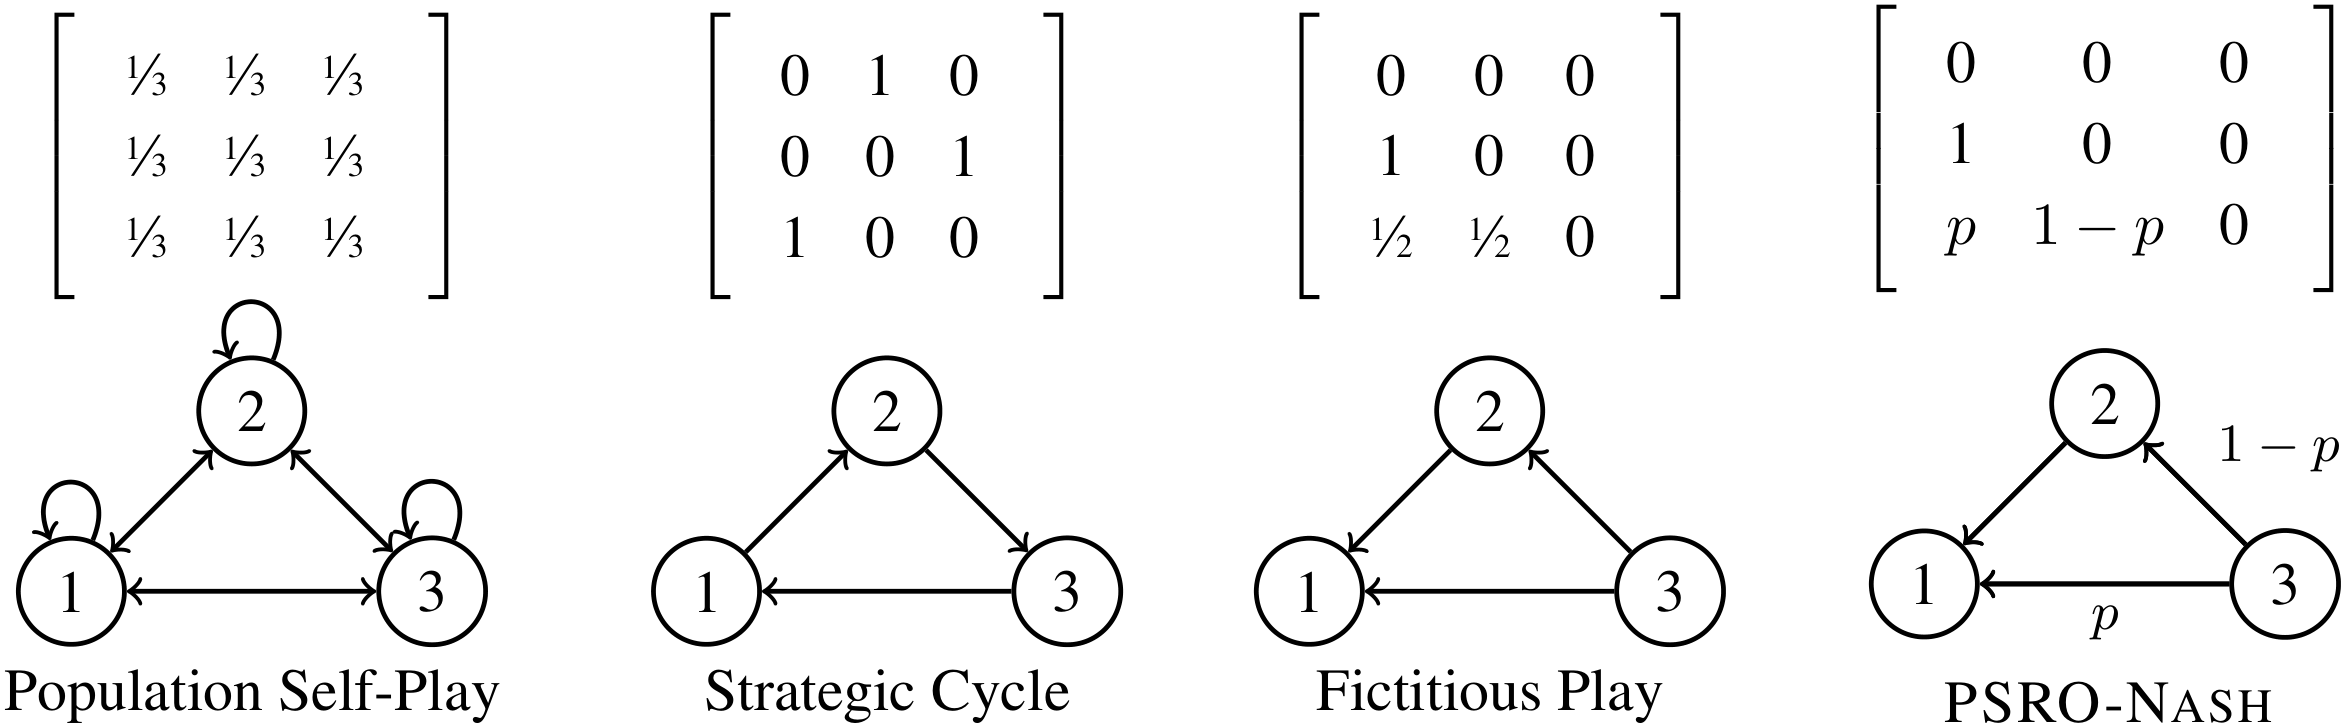 ⅓ ⅓ ⅓
⅓ ⅓ ⅓
⅓ ⅓ ⅓
2
1
3
Population Self-Play
0 1 0
0 0 1
1 0 0
2
1
3
Strategic Cycle
0 0 0
1 0 0
½ ½ 0
2
1
3
Fictitious Play
0 0 0
1 0 0
p 1 − p 0
2
1 − p
1
3
p
PSRO-NASH